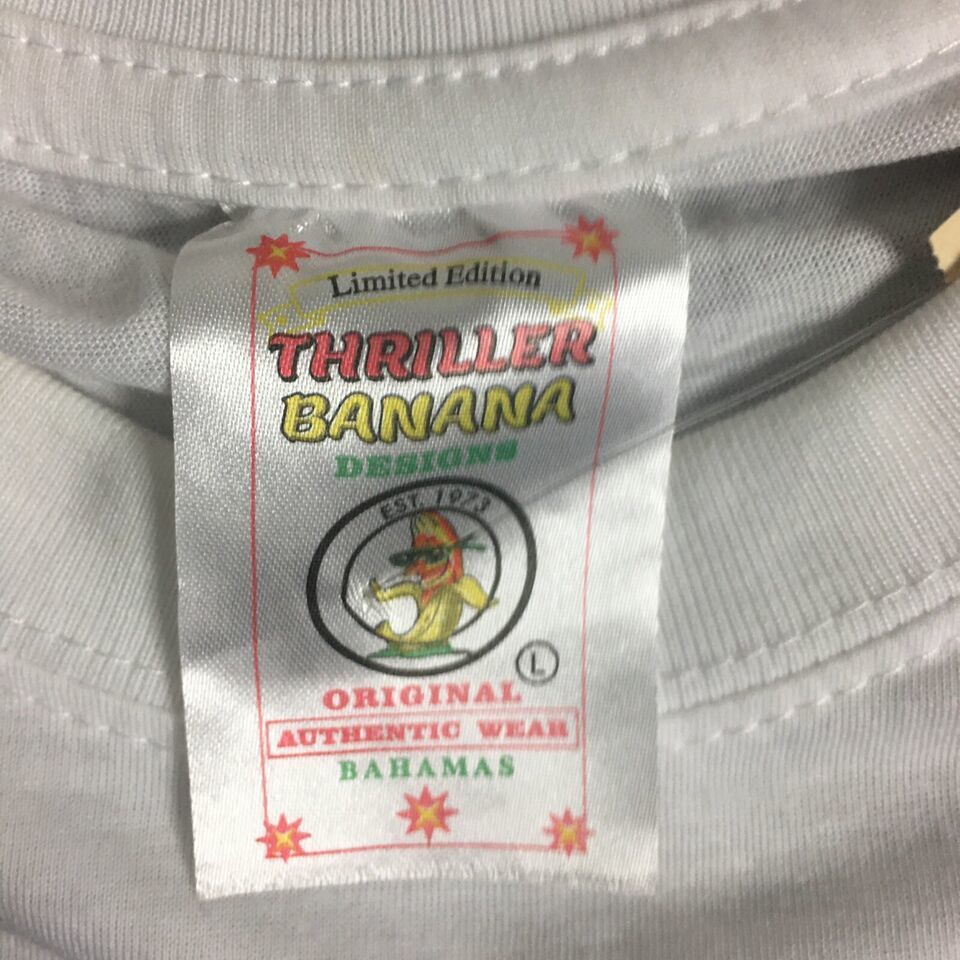 Limited Edition
THRILLER
BANANA
DESIGNS
EST. 1973
L
ORIGINAL
AUTHENTIC WEAR
BAHAMAS